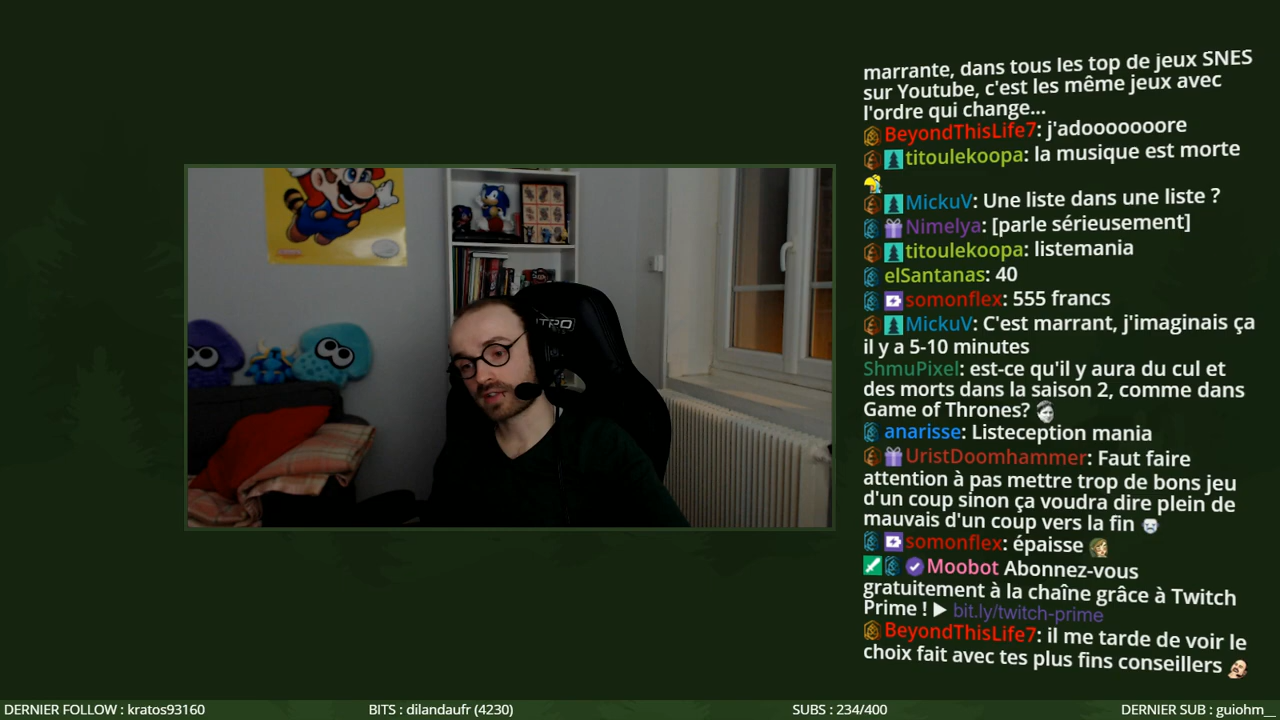 marrante, dans tous les top de jeux SNES
sur Youtube, c'est les même jeux avec
l'ordre qui change...
BeyondThisLife7: j'adooooooore
titoulekoopa: la musique est morte
MickuV: Une liste dans une liste ?
Nimelya: [parle sérieusement]
titoulekoopa: listemania
elSantanas: 40
somonflex: 555 francs
MickuV: C'est marrant, j'imaginais ça
il y a 5-10 minutes
ShmuPixel: est-ce qu'il y aura du cul et
des morts dans la saison 2, comme dans
Game of Thrones?
anarisse: Listeception mania
UristDoomhammer: Faut faire
attention à pas mettre trop de bons jeu
d'un coup sinon ça voudra dire plein de
mauvais d'un coup vers la fin
somonflex: épaisse
Moobot Abonnez-vous
gratuitement à la chaîne grâce à Twitch
Prime ! ▶ bit.ly/twitch-prime
BeyondThisLife7: il me tarde de voir le
choix fait avec tes plus fins conseillers
DERNIER FOLLOW : kratos93160
BITS : dilandaufr (4230)
SUBS : 234/400
DERNIER SUB : guiohm__